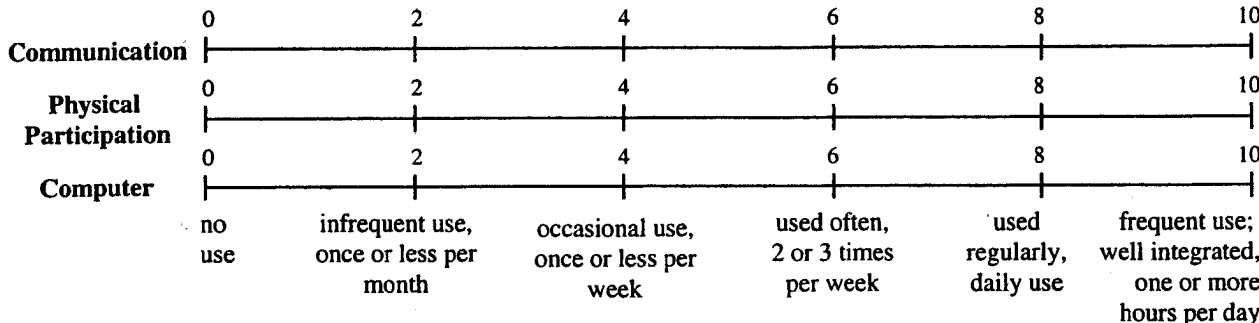 0 2 4 6 8 10
Communication
0 2 4 6 8 10
Physical
Participation
0 2 4 6 8 10
Computer
no
use
infrequent use,
once or less per
month
occasional use,
once or less per
week
used often,
2 or 3 times
per week
used
regularly,
daily use
frequent use;
well integrated,
one or more
hours per day